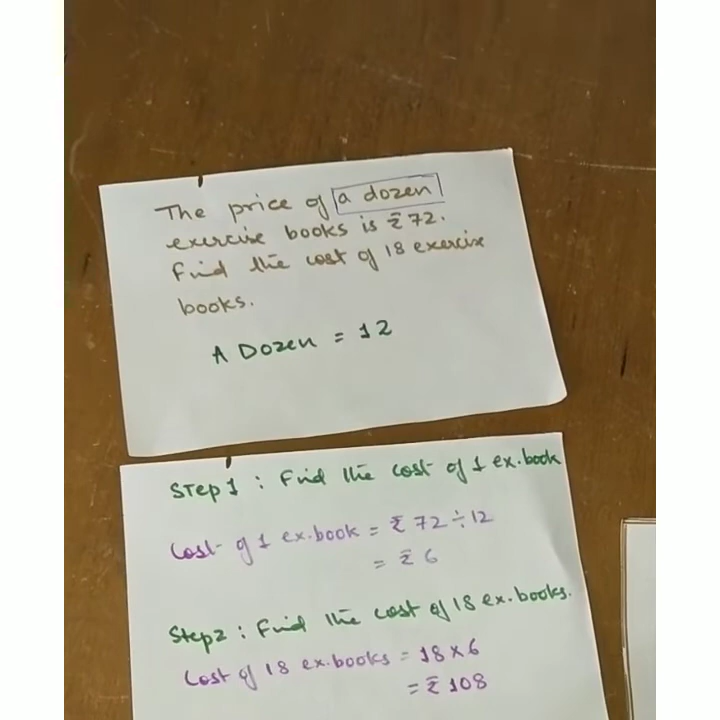 The price of a dozen
exercise books is ₹72.
Find the cost of 18 exercise
books.
A Dozen = 12
Step 1 : Find the cost of 1 ex.book
Cost of 1 ex.book = ₹ 72 ÷ 12
= ₹ 6
Step 2 : Find the cost of 18 ex.books.
Cost of 18 ex.books = 18 × 6
= ₹ 108